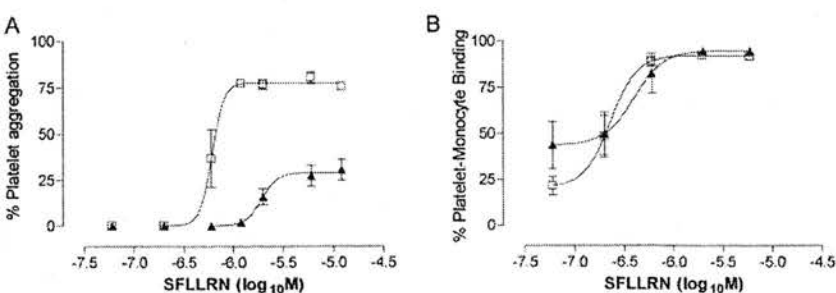 A
% Platelet aggregation
100
75
50
25
0
-7.5 -7.0 -6.5 -6.0 -5.5 -5.0 -4.5
SFLLRN (log10M)
B
% Platelet-Monocyte Binding
100
75
50
25
0
-7.5 -7.0 -6.5 -6.0 -5.5 -5.0 -4.5
SFLLRN (log10M)